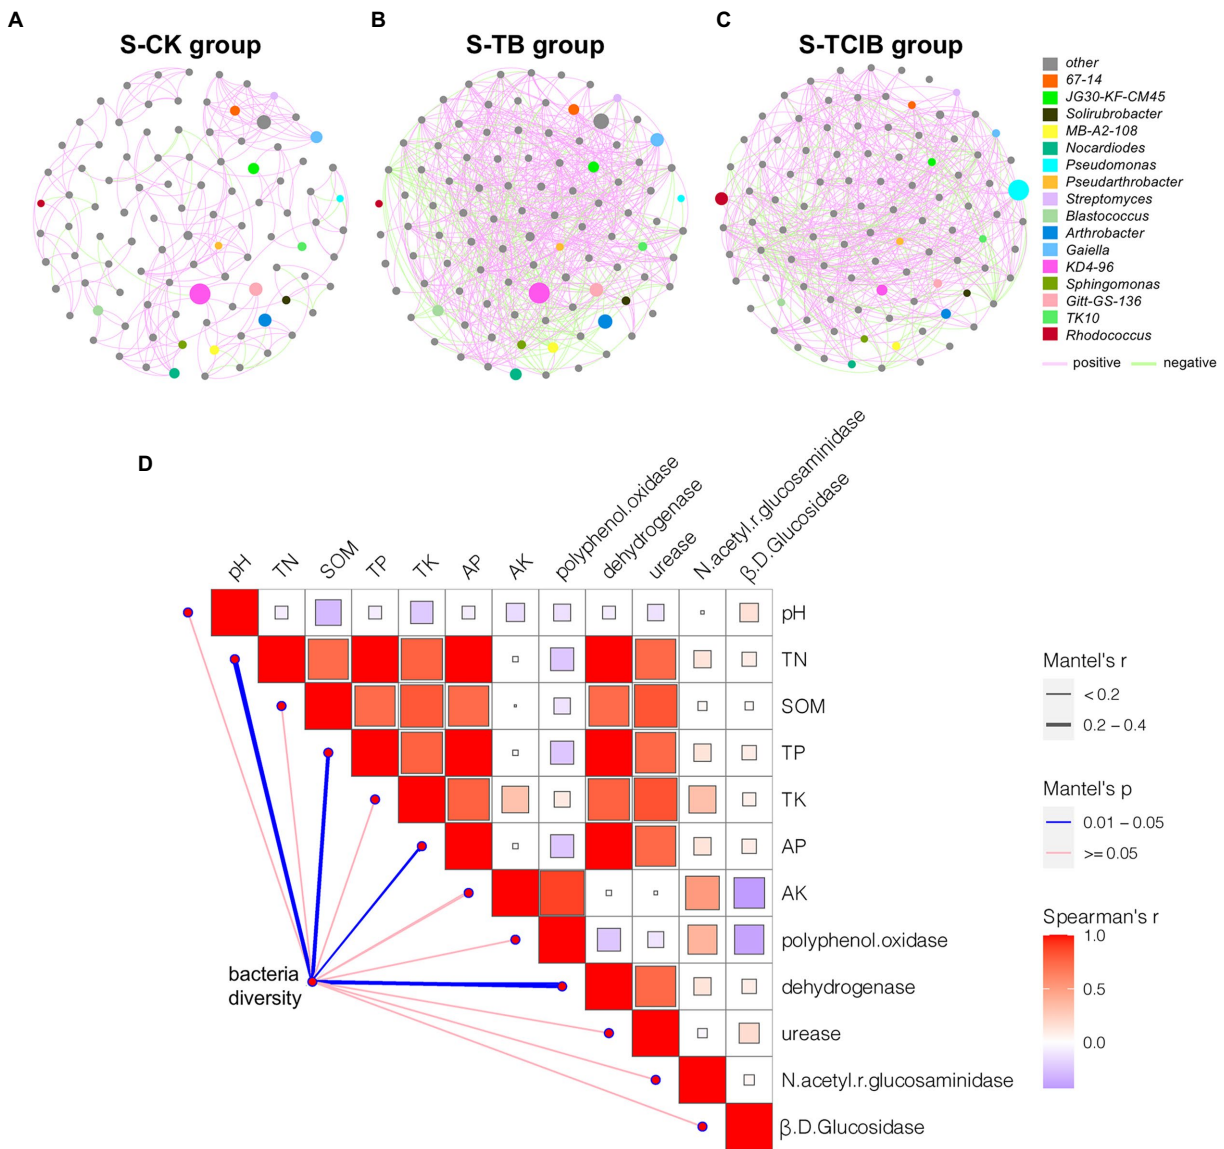 A
B
C
S-CK group
S-TB group
S-TCIB group
other
67-14
JG30-KF-CM45
Solirubrobacter
MB-A2-108
Nocardiodes
Pseudomonas
Pseudarthrobacter
Streptomyces
Blastococcus
Arthrobacter
Gaiella
KD4-96
Sphingomonas
Gitt-GS-136
TK10
Rhodococcus
positive
negative
D
pH
TN
SOM
TP
TK
AP
AK
polyphenol.oxidase
dehydrogenase
urease
N.acetyl.r.glucosaminidase
β.D.Glucosidase
pH
TN
SOM
TP
TK
AP
AK
polyphenol.oxidase
dehydrogenase
urease
N.acetyl.r.glucosaminidase
β.D.Glucosidase
bacteria
diversity
Mantel's r
< 0.2
0.2 – 0.4
Mantel's p
0.01 – 0.05
>= 0.05
Spearman's r
1.0
0.5
0.0